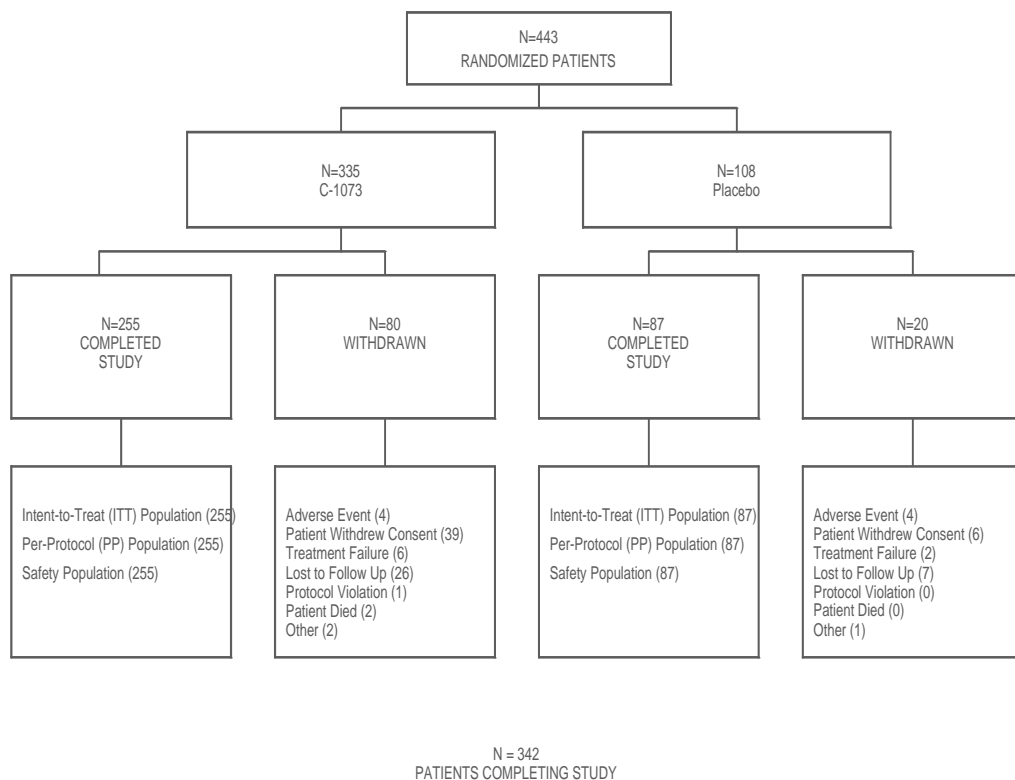 N=443
RANDOMIZED PATIENTS
N=335
C-1073
N=108
Placebo
N=255
COMPLETED
STUDY
N=80
WITHDRAWN
N=87
COMPLETED
STUDY
N=20
WITHDRAWN
Intent-to-Treat (ITT) Population (255)
Per-Protocol (PP) Population (255)
Safety Population (255)
Adverse Event (4)
Patient Withdrew Consent (39)
Treatment Failure (6)
Lost to Follow Up (26)
Protocol Violation (1)
Patient Died (2)
Other (2)
Intent-to-Treat (ITT) Population (87)
Per-Protocol (PP) Population (87)
Safety Population (87)
Adverse Event (4)
Patient Withdrew Consent (6)
Treatment Failure (2)
Lost to Follow Up (7)
Protocol Violation (0)
Patient Died (0)
Other (1)
N = 342
PATIENTS COMPLETING STUDY